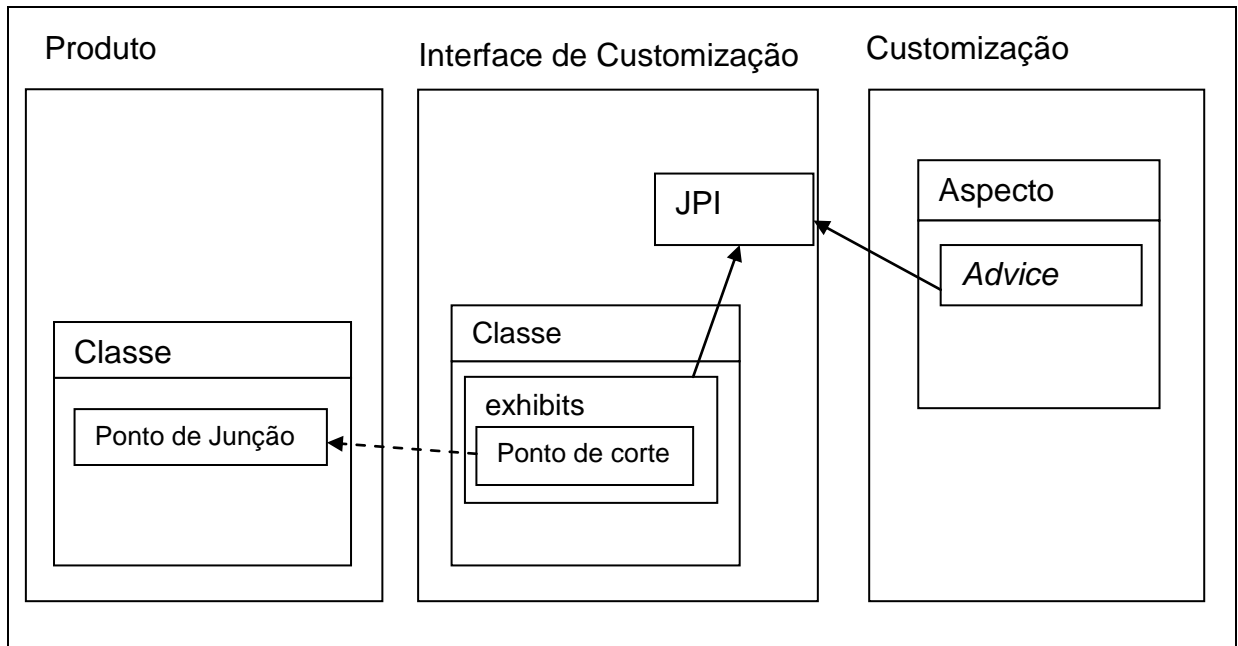 Produto
Interface de Customização
Customização
JPI
Aspecto
Advice
Classe
Classe
exhibits
Ponto de Junção
Ponto de corte